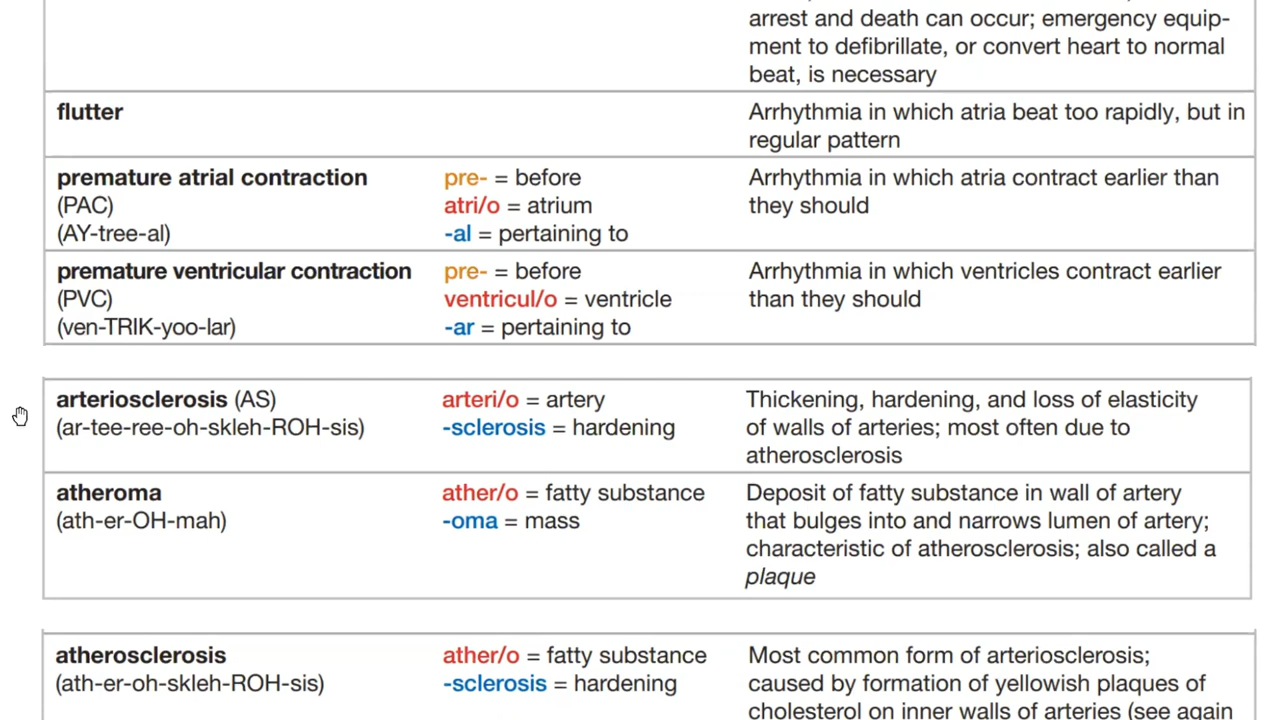 arrest and death can occur; emergency equip-
ment to defibrillate, or convert heart to normal
beat, is necessary
flutter
Arrhythmia in which atria beat too rapidly, but in
regular pattern
premature atrial contraction
(PAC)
(AY-tree-al)
pre- = before
atri/o = atrium
-al = pertaining to
Arrhythmia in which atria contract earlier than
they should
premature ventricular contraction
(PVC)
(ven-TRIK-yoo-lar)
pre- = before
ventricul/o = ventricle
-ar = pertaining to
Arrhythmia in which ventricles contract earlier
than they should
arteriosclerosis (AS)
(ar-tee-ree-oh-skleh-ROH-sis)
arteri/o = artery
-sclerosis = hardening
Thickening, hardening, and loss of elasticity
of walls of arteries; most often due to
atherosclerosis
atheroma
(ath-er-OH-mah)
ather/o = fatty substance
-oma = mass
Deposit of fatty substance in wall of artery
that bulges into and narrows lumen of artery;
characteristic of atherosclerosis; also called a
plaque
atherosclerosis
(ath-er-oh-skleh-ROH-sis)
ather/o = fatty substance
-sclerosis = hardening
Most common form of arteriosclerosis;
caused by formation of yellowish plaques of
cholesterol on inner walls of arteries (see again